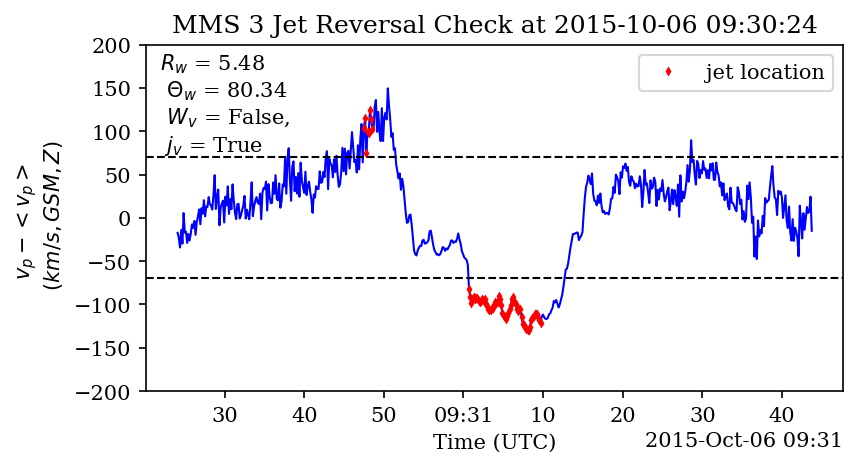 MMS 3 Jet Reversal Check at 2015-10-06 09:30:24
R_w = 5.48
Θ_w = 80.34
W_v = False,
j_v = True
jet location
200
150
100
50
0
−50
−100
−150
−200
v_p − < v_p >
(km/s, GSM, Z)
30 40 50 09:31 10 20 30 40
Time (UTC)
2015-Oct-06 09:31